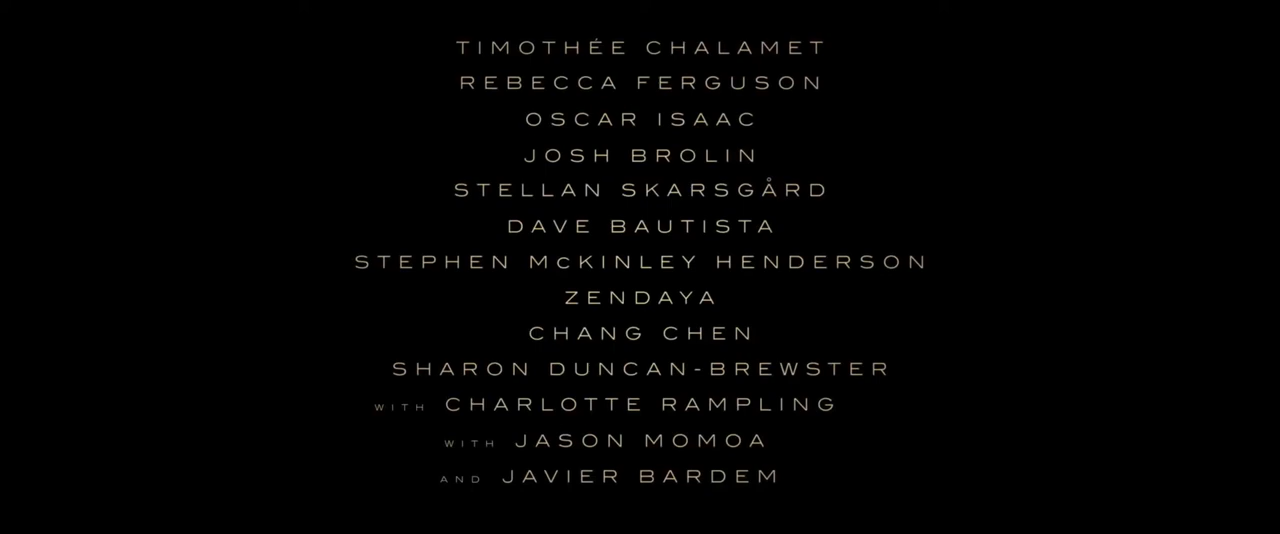 TIMOTHÉE CHALAMET
REBECCA FERGUSON
OSCAR ISAAC
JOSH BROLIN
STELLAN SKARSGÅRD
DAVE BAUTISTA
STEPHEN McKINLEY HENDERSON
ZENDAYA
CHANG CHEN
SHARON DUNCAN-BREWSTER
WITH CHARLOTTE RAMPLING
WITH JASON MOMOA
AND JAVIER BARDEM